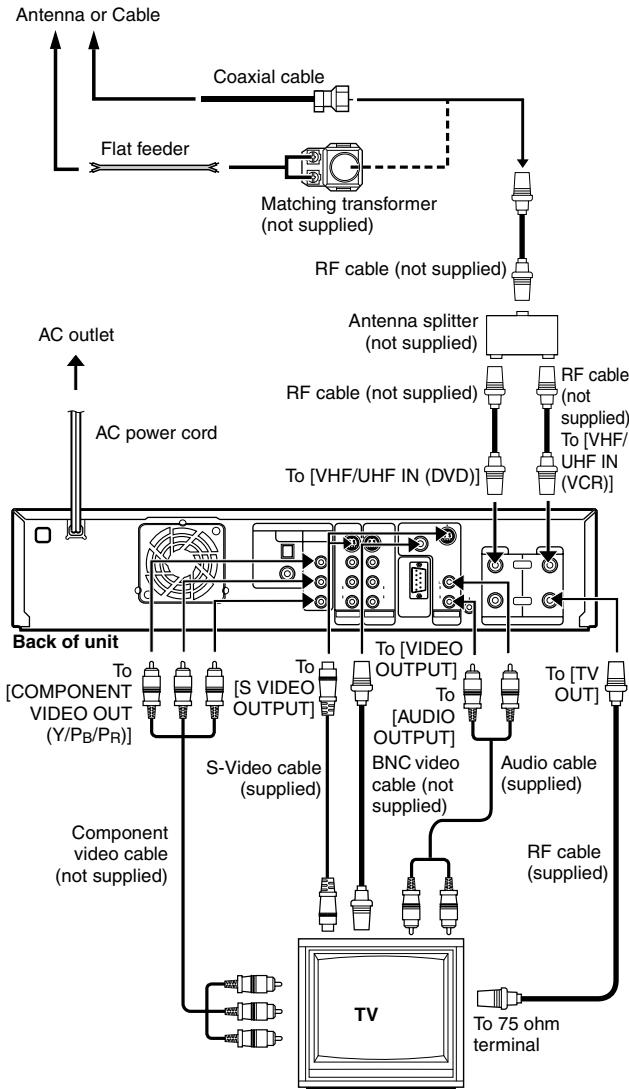 Antenna or Cable
Coaxial cable
Flat feeder
Matching transformer
(not supplied)
RF cable (not supplied)
Antenna splitter
(not supplied)
AC outlet
RF cable (not supplied)
RF cable
(not
supplied)
To [VHF/
UHF IN
(VCR)]
AC power cord
To [VHF/UHF IN (DVD)]
Back of unit
To
[COMPONENT
VIDEO OUT
(Y/PB/PR)]
To
[S VIDEO
OUTPUT]
To [VIDEO
OUTPUT]
To
[AUDIO
OUTPUT]
To [TV
OUT]
S-Video cable
(supplied)
BNC video
cable (not
supplied)
Audio cable
(supplied)
Component
video cable
(not supplied)
RF cable
(supplied)
TV
To 75 ohm
terminal